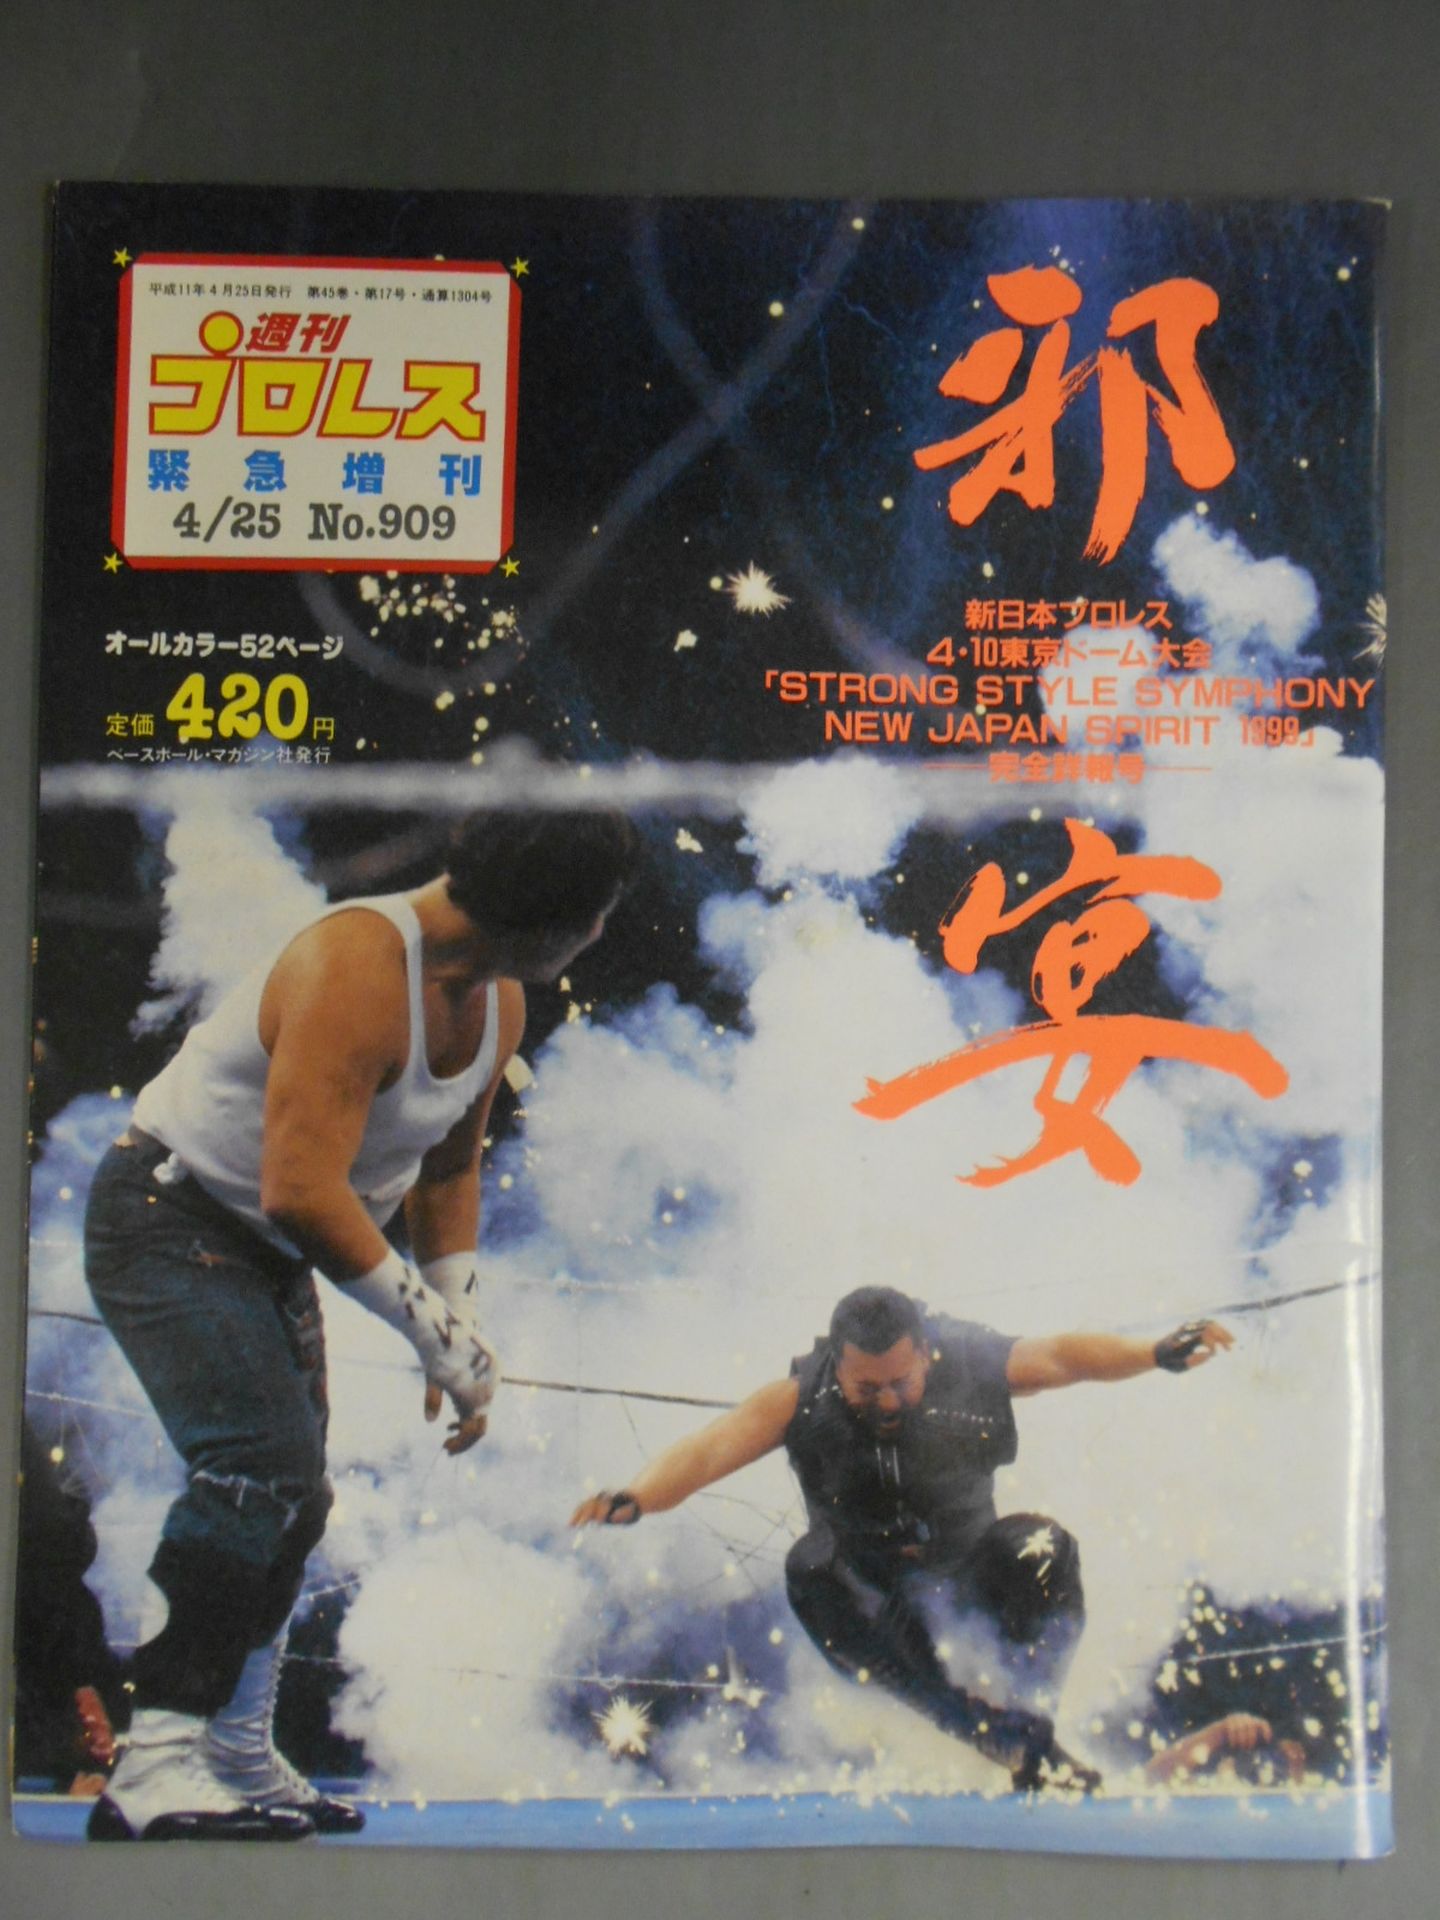 平成11年4月25日発行 第45巻・第17号・通算1304号
週刊
プロレス
緊急増刊
4/25 No.909
オールカラー52ページ
定価 420円
ベースボール・マガジン社発行
邪
新日本プロレス
4・10東京ドーム大会
「STRONG STYLE SYMPHONY
NEW JAPAN SPIRIT 1999」
──完全詳報号──
宴